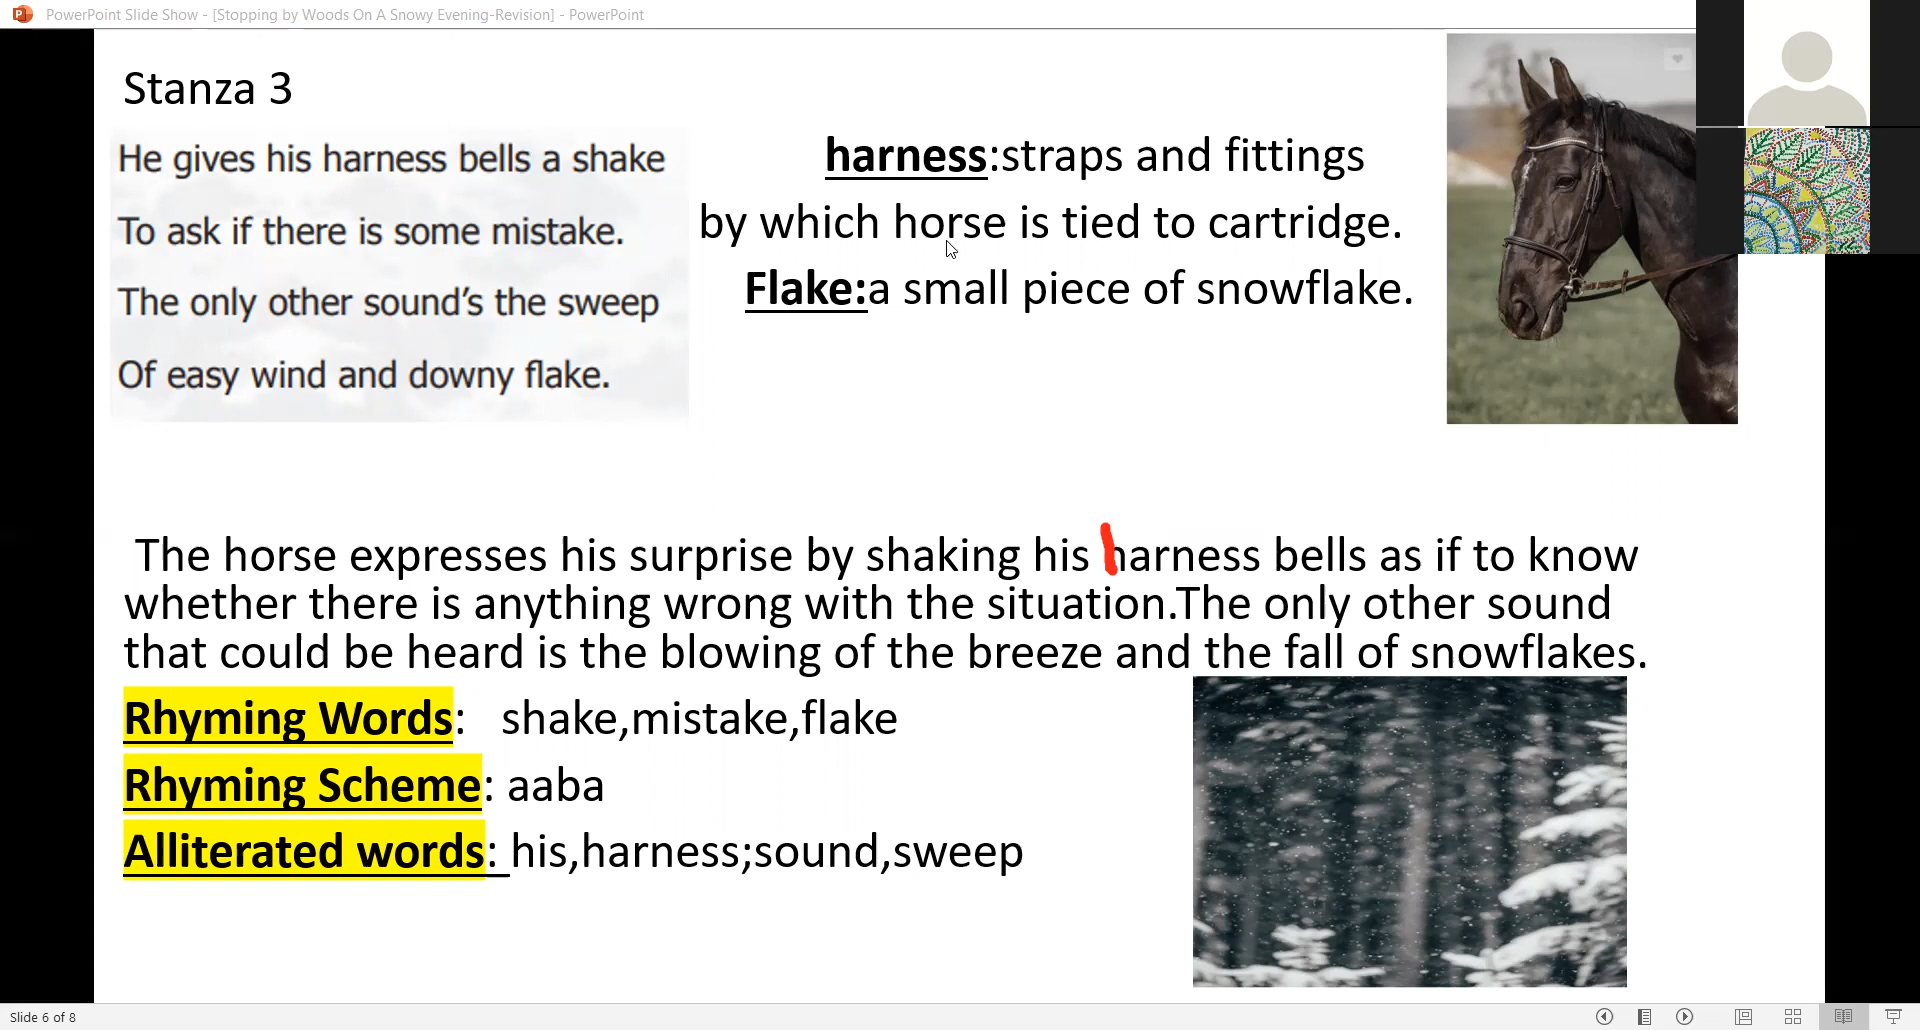 PowerPoint Slide Show - [Stopping by Woods On A Snowy Evening-Revision] - PowerPoint
Stanza 3
He gives his harness bells a shake
To ask if there is some mistake.
The only other sound's the sweep
Of easy wind and downy flake.
harness:straps and fittings
by which horse is tied to cartridge.
Flake:a small piece of snowflake.
The horse expresses his surprise by shaking his harness bells as if to know
whether there is anything wrong with the situation.The only other sound
that could be heard is the blowing of the breeze and the fall of snowflakes.
Rhyming Words: shake,mistake,flake
Rhyming Scheme: aaba
Alliterated words: his,harness;sound,sweep
Slide 6 of 8